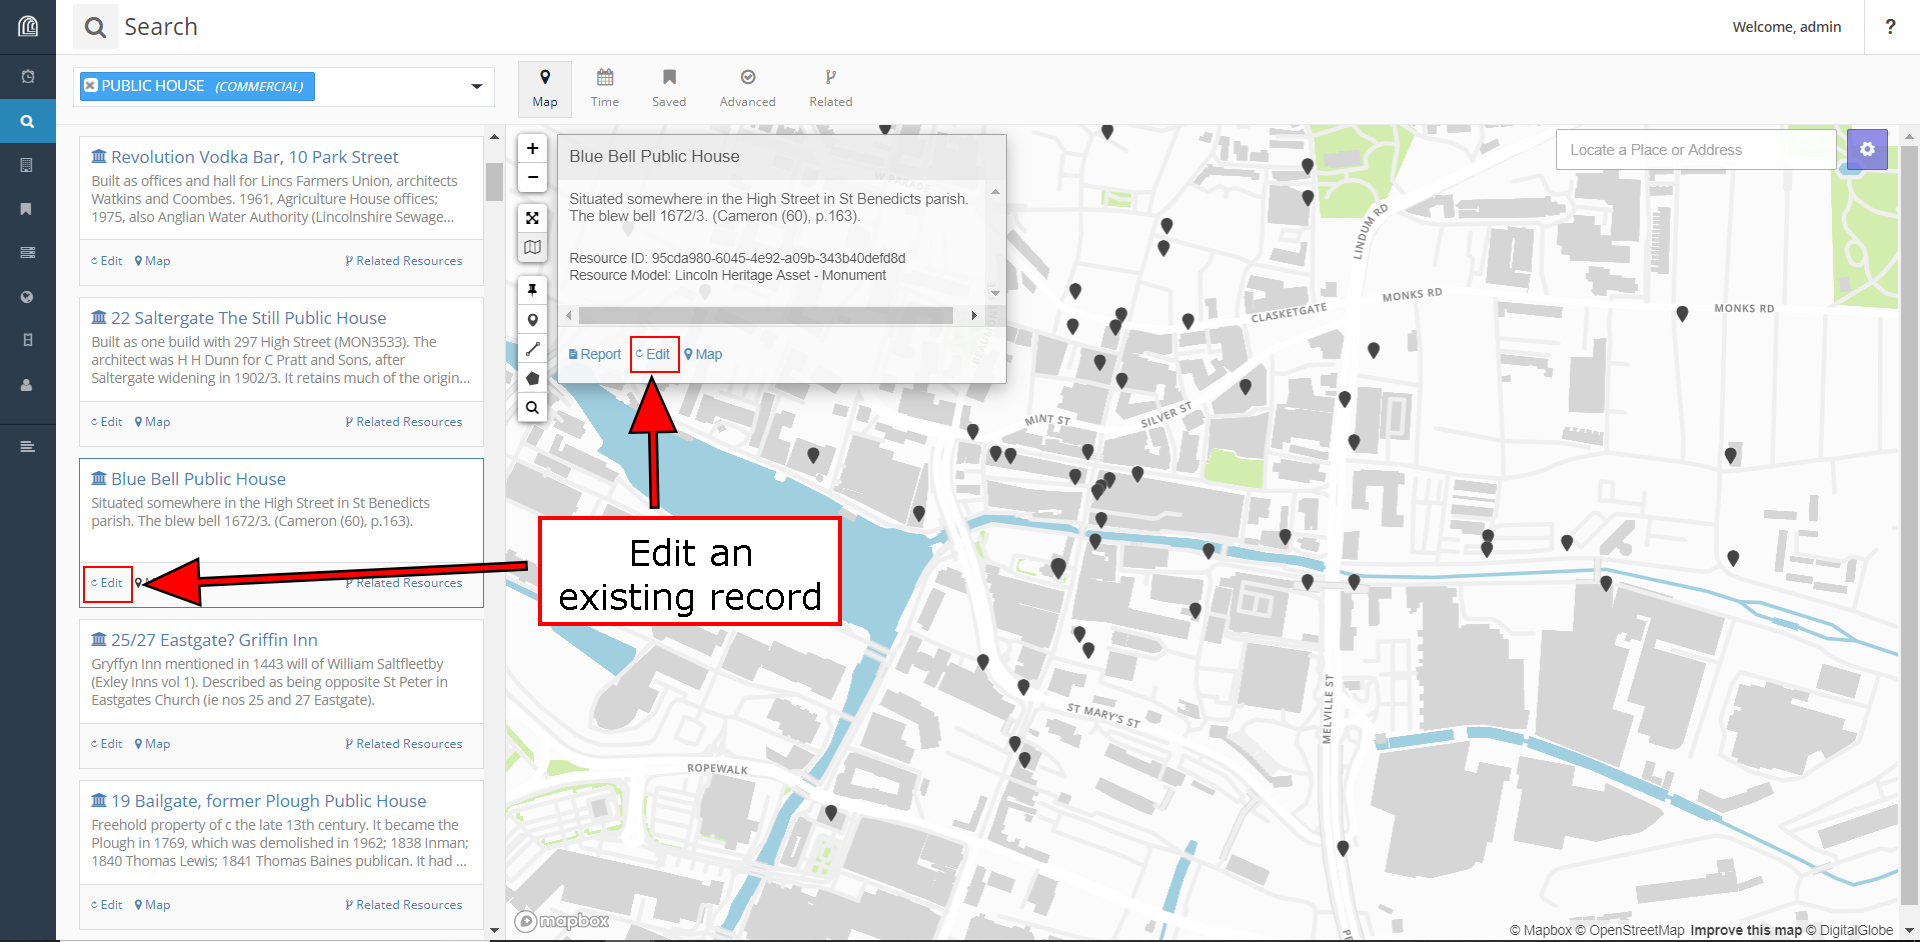 Search
Welcome, admin
?
PUBLIC HOUSE (COMMERCIAL)
Map
Time
Saved
Advanced
Related
Revolution Vodka Bar, 10 Park Street
Built as offices and hall for Lincs Farmers Union, architects
Watkins and Coombes. 1961, Agriculture House offices;
1975, also Anglian Water Authority (Lincolnshire Sewage...
Edit Map Related Resources
22 Saltergate The Still Public House
Built as one build with 297 High Street (MON3533). The
architect was H H Dunn for C Pratt and Sons, after
Saltergate widening in 1902/3. It retains much of the origin...
Edit Map Related Resources
Blue Bell Public House
Situated somewhere in the High Street in St Benedicts
parish. The blew bell 1672/3. (Cameron (60), p.163).
Edit
Related Resources
25/27 Eastgate? Griffin Inn
Gryffyn Inn mentioned in 1443 will of William Saltfleetby
(Exley Inns vol 1). Described as being opposite St Peter in
Eastgates Church (ie nos 25 and 27 Eastgate).
Edit Map Related Resources
19 Bailgate, former Plough Public House
Freehold property of c the late 13th century. It became the
Plough in 1769, which was demolished in 1962; 1838 Inman;
1840 Thomas Lewis; 1841 Thomas Baines publican. It had ...
Edit Map Related Resources
+
−
Blue Bell Public House
Situated somewhere in the High Street in St Benedicts parish.
The blew bell 1672/3. (Cameron (60), p.163).
Resource ID: 95cda980-6045-4e92-a09b-343b40defd8d
Resource Model: Lincoln Heritage Asset - Monument
Report Edit Map
Edit an
existing record
Locate a Place or Address
W PARADE
LINDUM RD
MONKS RD
MONKS RD
CLASKETGATE
MINT ST
SILVER ST
ST MARY'S ST
MELVILLE ST
ROPEWALK
mapbox
© Mapbox © OpenStreetMap Improve this map © DigitalGlobe